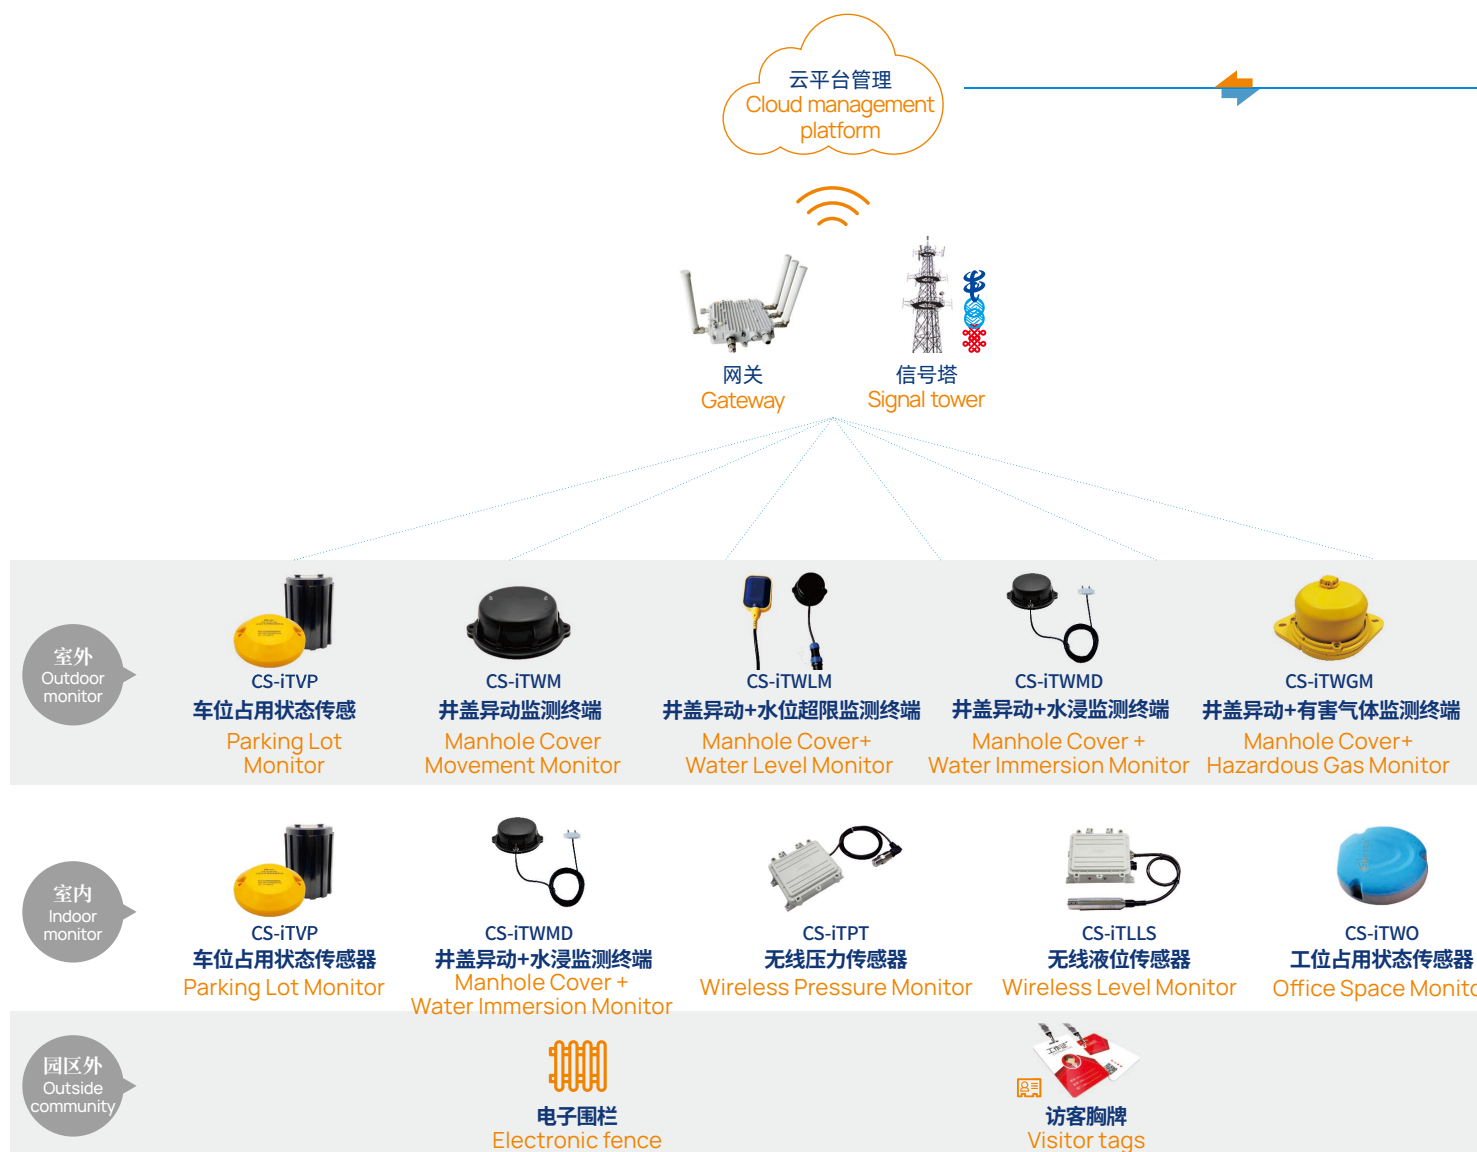 云平台管理
Cloud management
platform
网关
Gateway
信号塔
Signal tower
室外
Outdoor
monitor
CS-iTVP
车位占用状态传感
Parking Lot
Monitor
CS-iTWM
井盖异动监测终端
Manhole Cover
Movement Monitor
CS-iTWLM
井盖异动+水位超限监测终端
Manhole Cover+
Water Level Monitor
CS-iTWMD
井盖异动+水浸监测终端
Manhole Cover +
Water Immersion Monitor
CS-iTWGM
井盖异动+有害气体监测终端
Manhole Cover+
Hazardous Gas Monitor
室内
Indoor
monitor
CS-iTVP
车位占用状态传感器
Parking Lot Monitor
CS-iTWMD
井盖异动+水浸监测终端
Manhole Cover +
Water Immersion Monitor
CS-iTPT
无线压力传感器
Wireless Pressure Monitor
CS-iTLLS
无线液位传感器
Wireless Level Monitor
CS-iTWO
工位占用状态传感器
Office Space Monito
园区外
Outside
community
电子围栏
Electronic fence
工作证
访客胸牌
Visitor tags